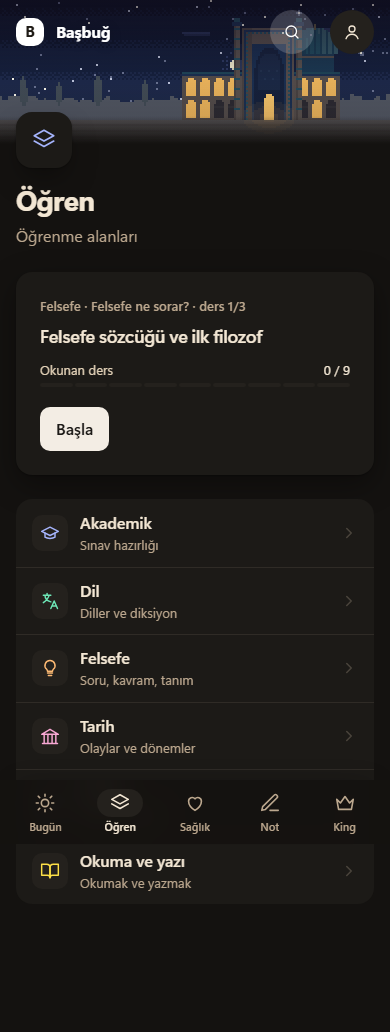 B Başbuğ
Öğren
Öğrenme alanları
Felsefe · Felsefe ne sorar? · ders 1/3
Felsefe sözcüğü ve ilk filozof
Okunan ders 0 / 9
Başla
Akademik
Sınav hazırlığı
Dil
Diller ve diksiyon
Felsefe
Soru, kavram, tanım
Tarih
Olaylar ve dönemler
Bugün Öğren Sağlık Not King
Okuma ve yazı
Okumak ve yazmak